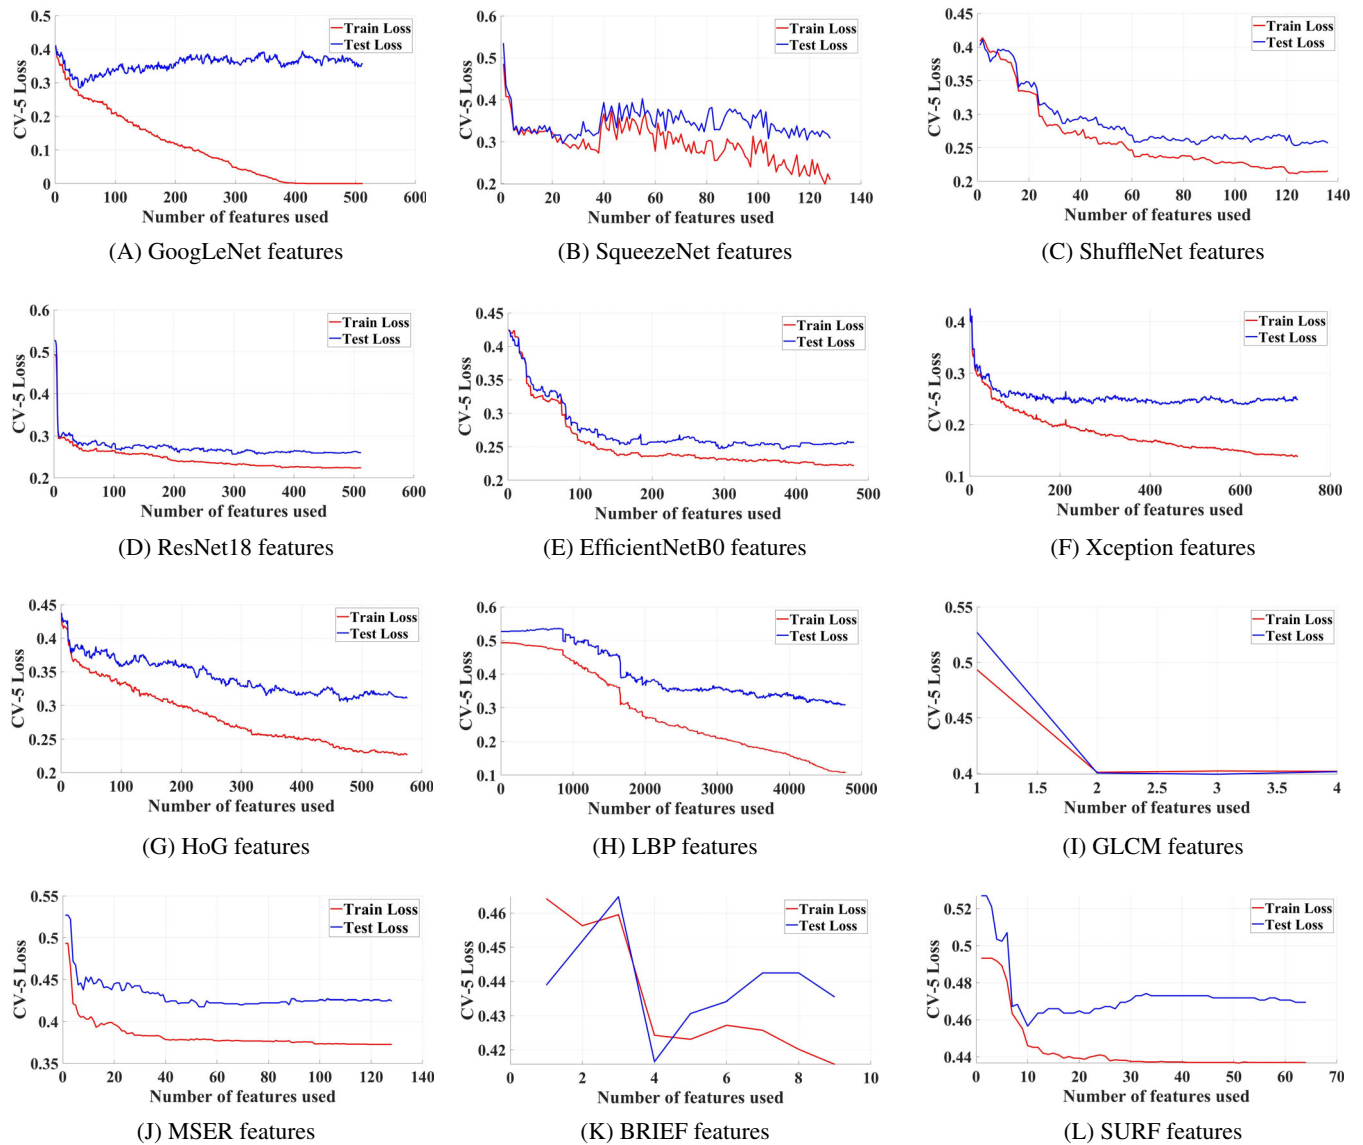 0.5
0.4
0.3
0.2
0.1
0
CV-5 Loss
Train Loss
Test Loss
0 100 200 300 400 500 600
Number of features used
(A) GoogLeNet features
0.6
0.5
0.4
0.3
0.2
CV-5 Loss
Train Loss
Test Loss
0 20 40 60 80 100 120 140
Number of features used
(B) SqueezeNet features
0.45
0.4
0.35
0.3
0.25
0.2
CV-5 Loss
Train Loss
Test Loss
0 20 40 60 80 100 120 140
Number of features used
(C) ShuffleNet features
0.6
0.5
0.4
0.3
0.2
CV-5 Loss
Train Loss
Test Loss
0 100 200 300 400 500 600
Number of features used
(D) ResNet18 features
0.45
0.4
0.35
0.3
0.25
0.2
CV-5 Loss
Train Loss
Test Loss
0 100 200 300 400 500
Number of features used
(E) EfficientNetB0 features
0.4
0.3
0.2
0.1
CV-5 Loss
Train Loss
Test Loss
0 200 400 600 800
Number of features used
(F) Xception features
0.45
0.4
0.35
0.3
0.25
0.2
CV-5 Loss
Train Loss
Test Loss
0 100 200 300 400 500 600
Number of features used
(G) HoG features
0.6
0.5
0.4
0.3
0.2
0.1
CV-5 Loss
Train Loss
Test Loss
0 1000 2000 3000 4000 5000
Number of features used
(H) LBP features
0.55
0.5
0.45
0.4
CV-5 Loss
Train Loss
Test Loss
1 1.5 2 2.5 3 3.5 4
Number of features used
(I) GLCM features
0.55
0.5
0.45
0.4
0.35
CV-5 Loss
Train Loss
Test Loss
0 20 40 60 80 100 120 140
Number of features used
(J) MSER features
0.46
0.45
0.44
0.43
0.42
CV-5 Loss
Train Loss
Test Loss
0 2 4 6 8 10
Number of features used
(K) BRIEF features
0.52
0.5
0.48
0.46
0.44
CV-5 Loss
Train Loss
Test Loss
0 10 20 30 40 50 60 70
Number of features used
(L) SURF features